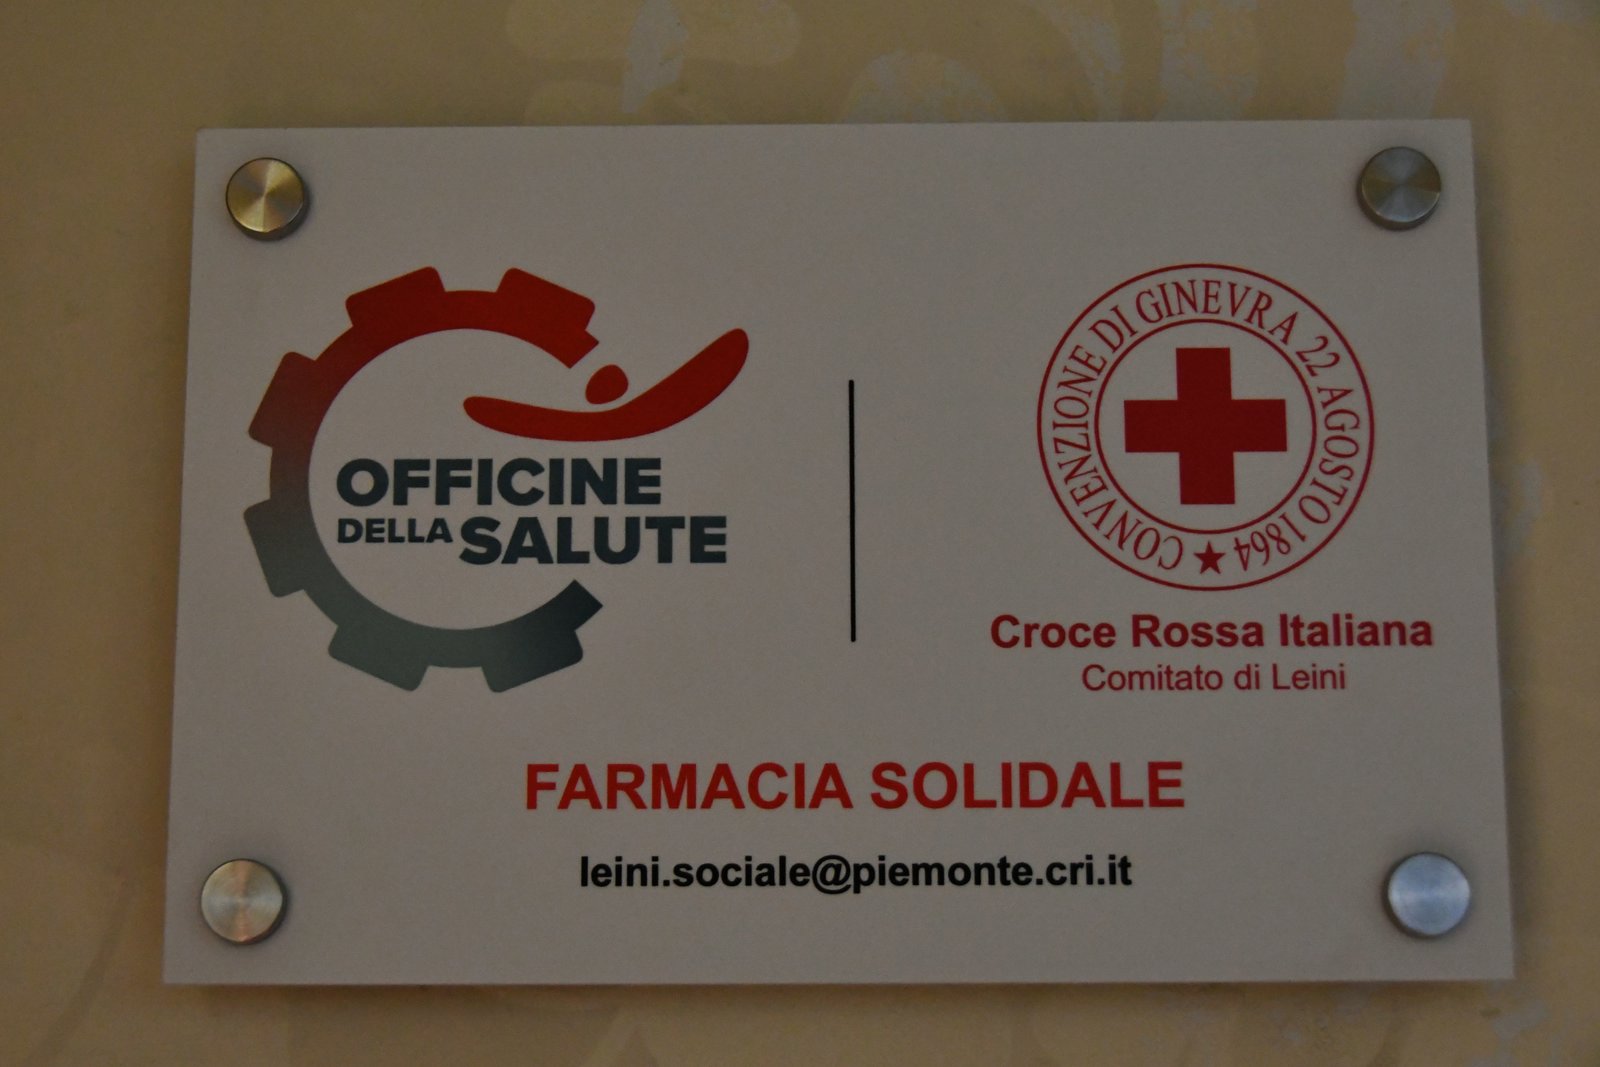 OFFICINE
DELLA SALUTE
CONVENZIONE DI GINEVRA 22 AGOSTO 1864
Croce Rossa Italiana
Comitato di Leini
FARMACIA SOLIDALE
leini.sociale@piemonte.cri.it